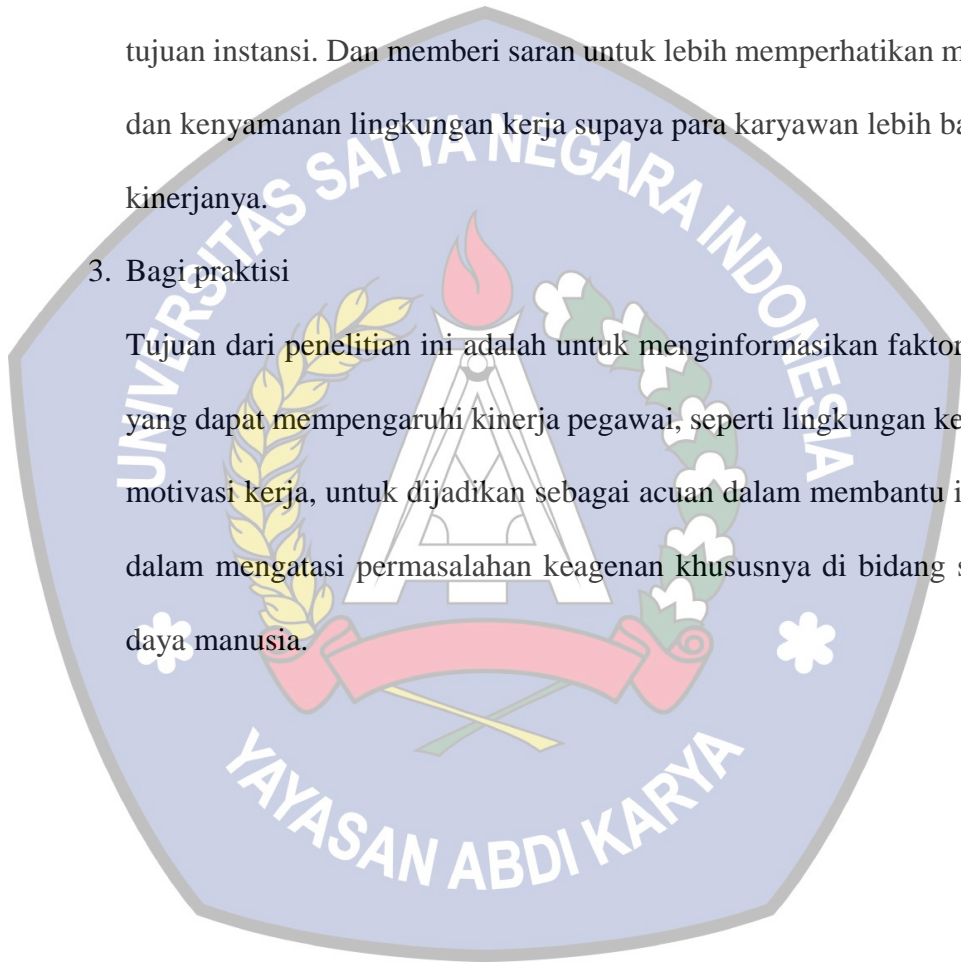 tujuan instansi. Dan memberi saran untuk lebih memperhatikan
dan kenyamanan lingkungan kerja supaya para karyawan lebih
kinerjanya.
3. Bagi praktisi
Tujuan dari penelitian ini adalah untuk menginformasikan faktor
yang dapat mempengaruhi kinerja pegawai, seperti lingkungan
motivasi kerja, untuk dijadikan sebagai acuan dalam membantu
dalam mengatasi permasalahan keagenan khususnya di bidang
daya manusia.
UNIVERSITAS SATYA NEGARA INDONESIA
YAYASAN ABDI KARYA